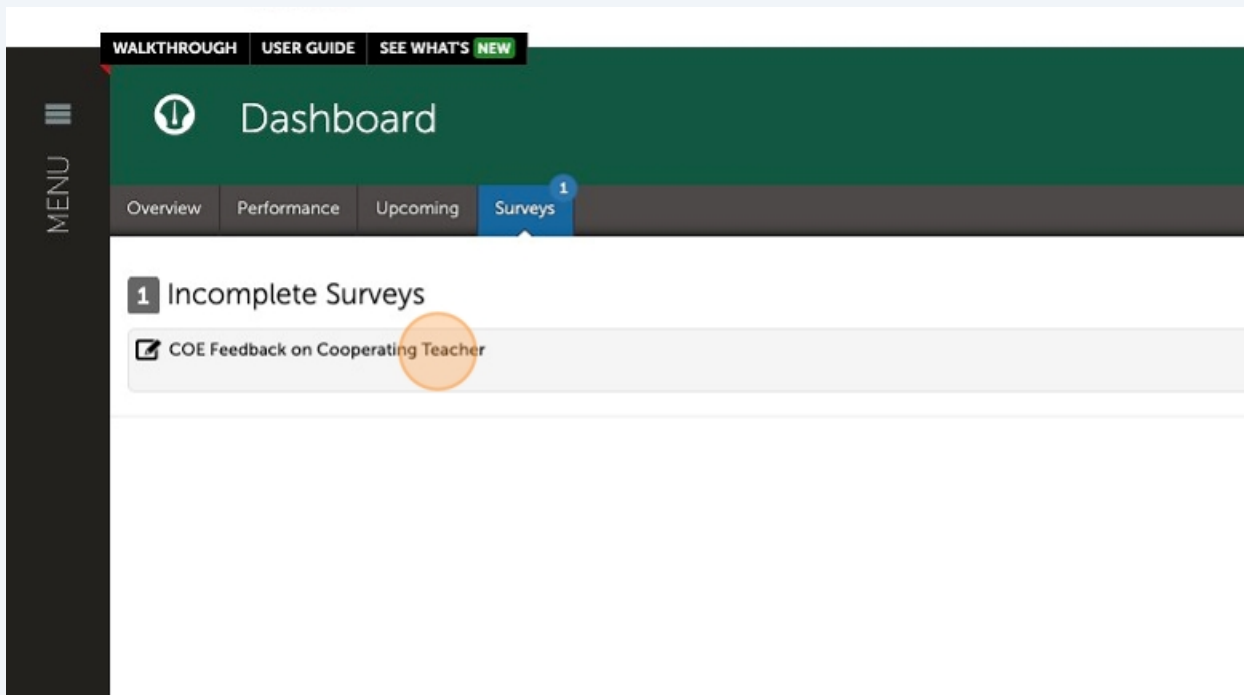 WALKTHROUGH USER GUIDE SEE WHAT'S NEW
MENU
Dashboard
Overview Performance Upcoming Surveys 1
1 Incomplete Surveys
COE Feedback on Cooperating Teacher